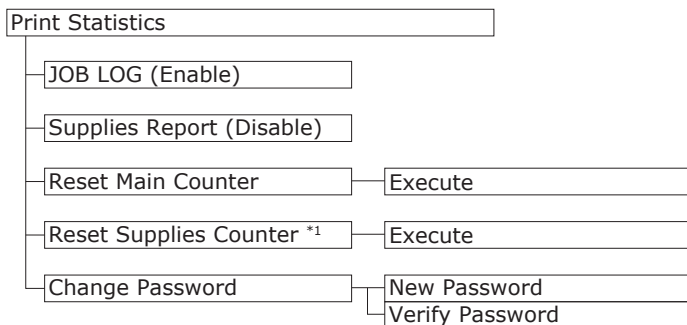 Print Statistics
JOB LOG (Enable)
Supplies Report (Disable)
Reset Main Counter Execute
Reset Supplies Counter *1 Execute
Change Password New Password
Verify Password